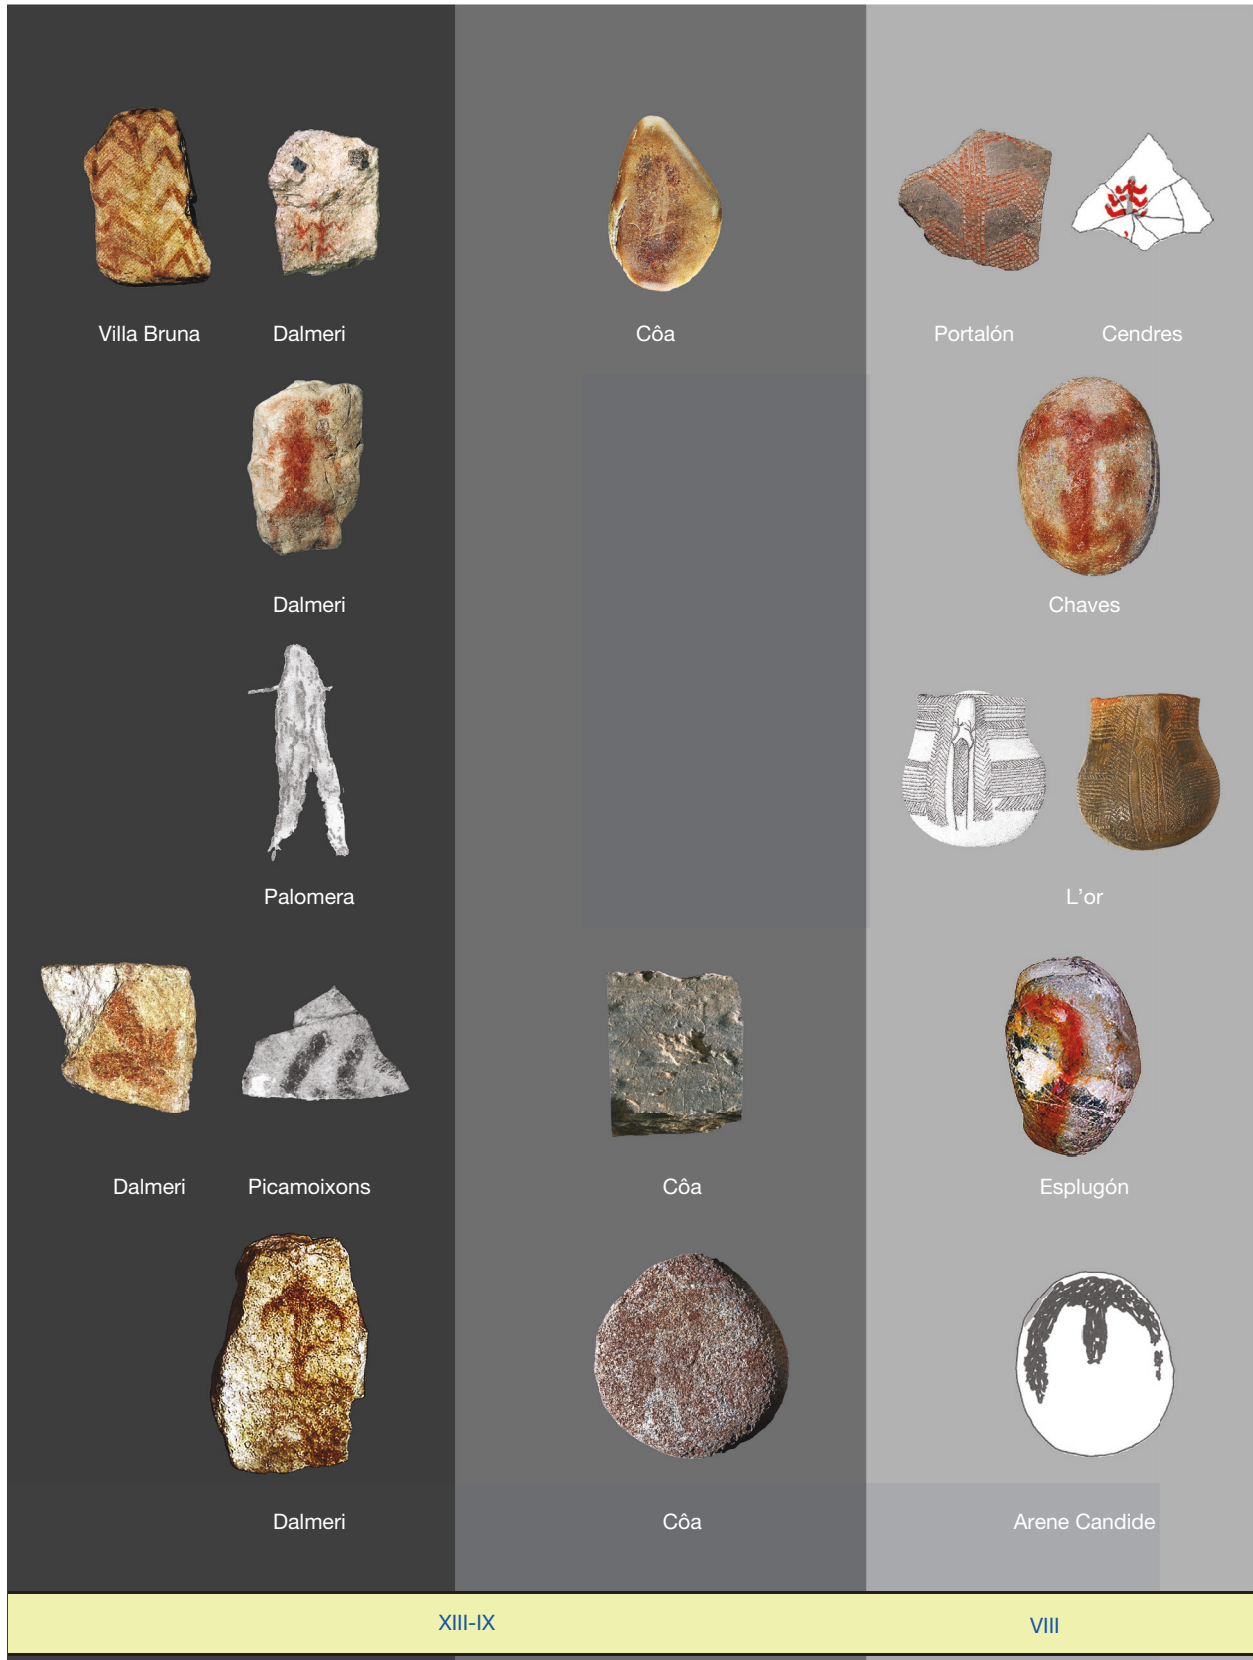 Villa Bruna Dalmeri Côa Portalón Cendres
Dalmeri Chaves
Palomera L'or
Dalmeri Picamoixons Côa Esplugón
Dalmeri Côa Arene Candide
XIII-IX VIII